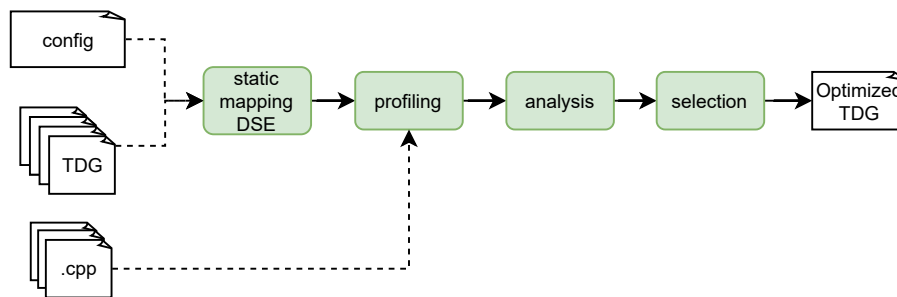 config
static
mapping
DSE
profiling
analysis
selection
Optimized
TDG
TDG
.cpp